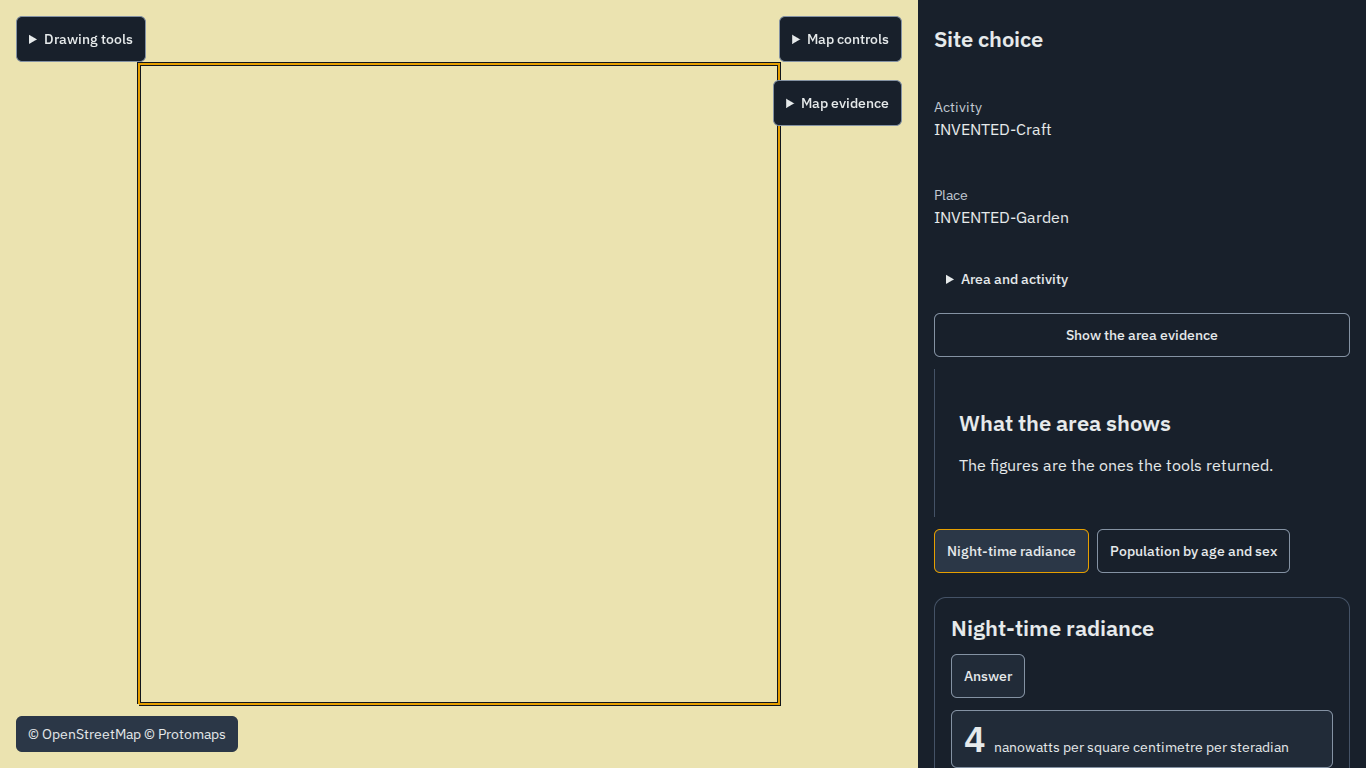 Drawing tools
Map controls
Map evidence
© OpenStreetMap © Protomaps
Site choice
Activity
INVENTED-Craft
Place
INVENTED-Garden
Area and activity
Show the area evidence
What the area shows
The figures are the ones the tools returned.
Night-time radiance
Population by age and sex
Night-time radiance
Answer
4 nanowatts per square centimetre per steradian